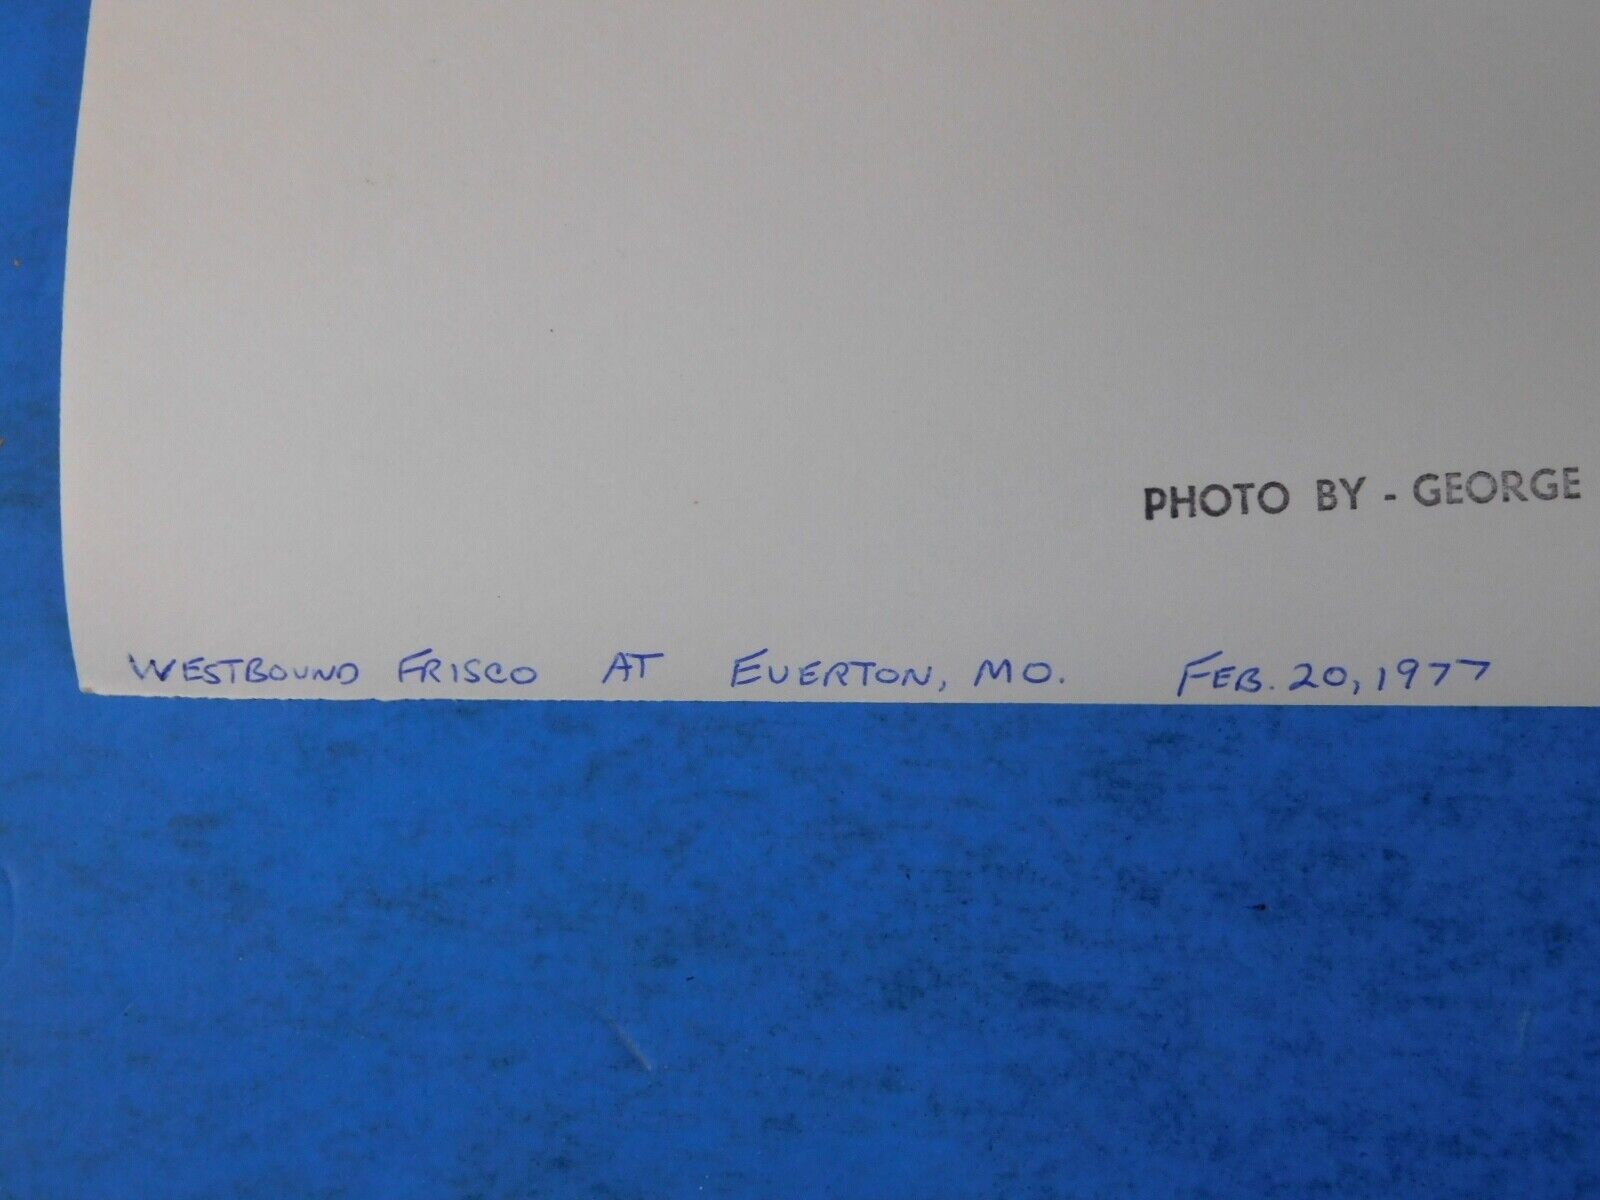 PHOTO BY - GEORGE
WESTBOUND FRISCO AT EVERTON, MO. FEB. 20, 1977